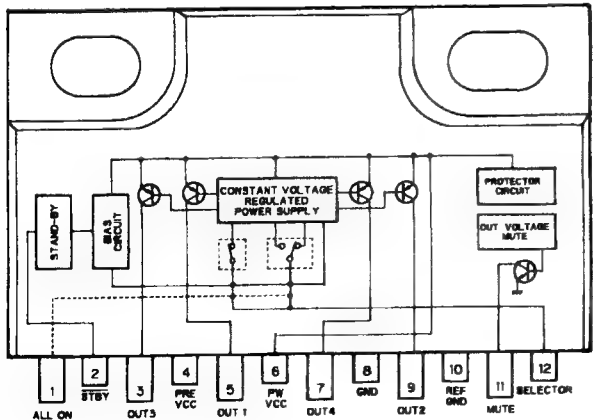 CONSTANT VOLTAGE
REGULATED
POWER SUPPLY
PROTECTOR
CIRCUIT
STAND-BY
BIAS
CIRCUIT
OUT VOLTAGE
MUTE
1
2
3
4
5
6
7
8
9
10
11
12
ALL ON
STBY
OUT3
PRE
VCC
OUT 1
PW
VCC
OUT4
GND
OUT2
REF
GND
MUTE
SELECTOR